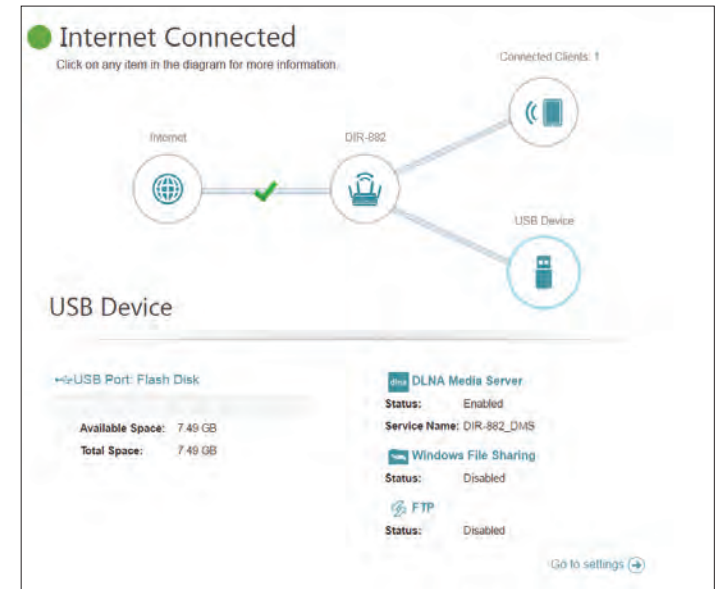 Internet Connected
Click on any item in the diagram for more information.
Connected Clients: 1
Internet
DIR-882
USB Device
USB Device
USB Port: Flash Disk
Available Space: 7.49 GB
Total Space: 7.49 GB
dlna DLNA Media Server
Status: Enabled
Service Name: DIR-882_DMS
Windows File Sharing
Status: Disabled
FTP
Status: Disabled
Go to settings